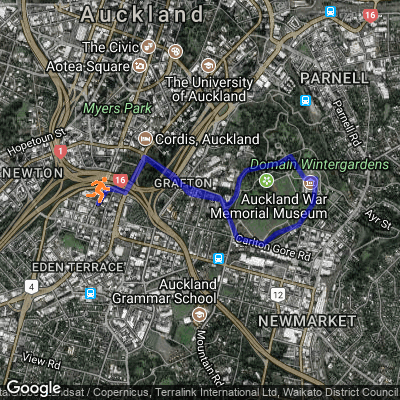 Auckland
16
The Civic
Aotea Square
PARNELL
The University
of Auckland
Myers Park
Parnell Rd
Hopetoun St
Cordis, Auckland
1
Domain Wintergardens
NEWTON
16
GRAFTON
Auckland War
Memorial Museum
Ayr St
Carlton Gore Rd
EDEN TERRACE
4
Auckland
Grammar School
12
NEWMARKET
Mountain Rd
View Rd
Google
Landsat / Copernicus, Terralink International Ltd, Waikato District Council